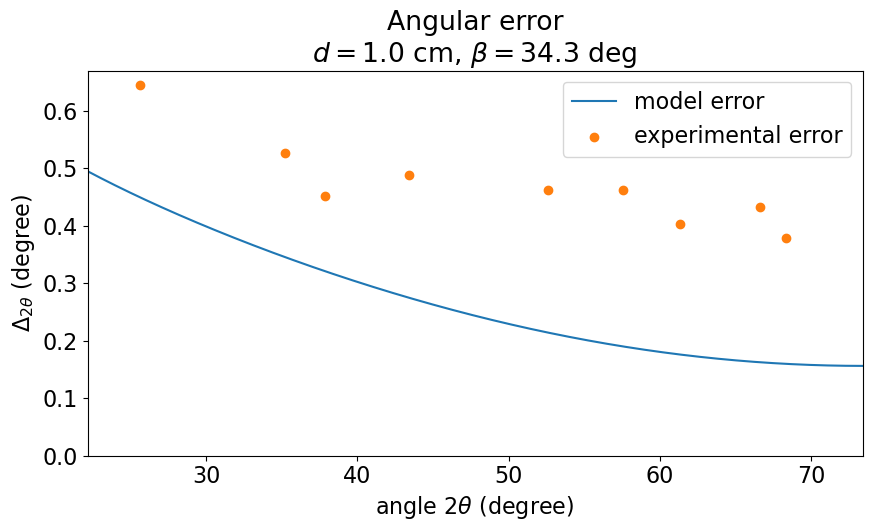 Angular error
d = 1.0 cm, β = 34.3 deg
model error
experimental error
Δ2θ (degree)
0.6
0.5
0.4
0.3
0.2
0.1
0.0
30 40 50 60 70
angle 2θ (degree)